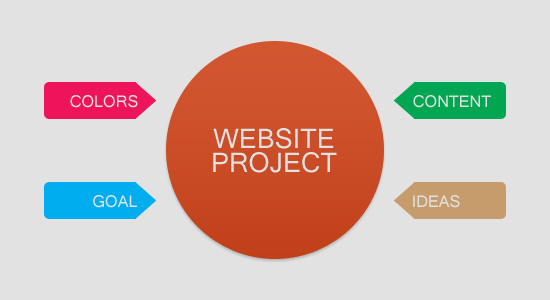 COLORS
CONTENT
WEBSITE
PROJECT
GOAL
IDEAS